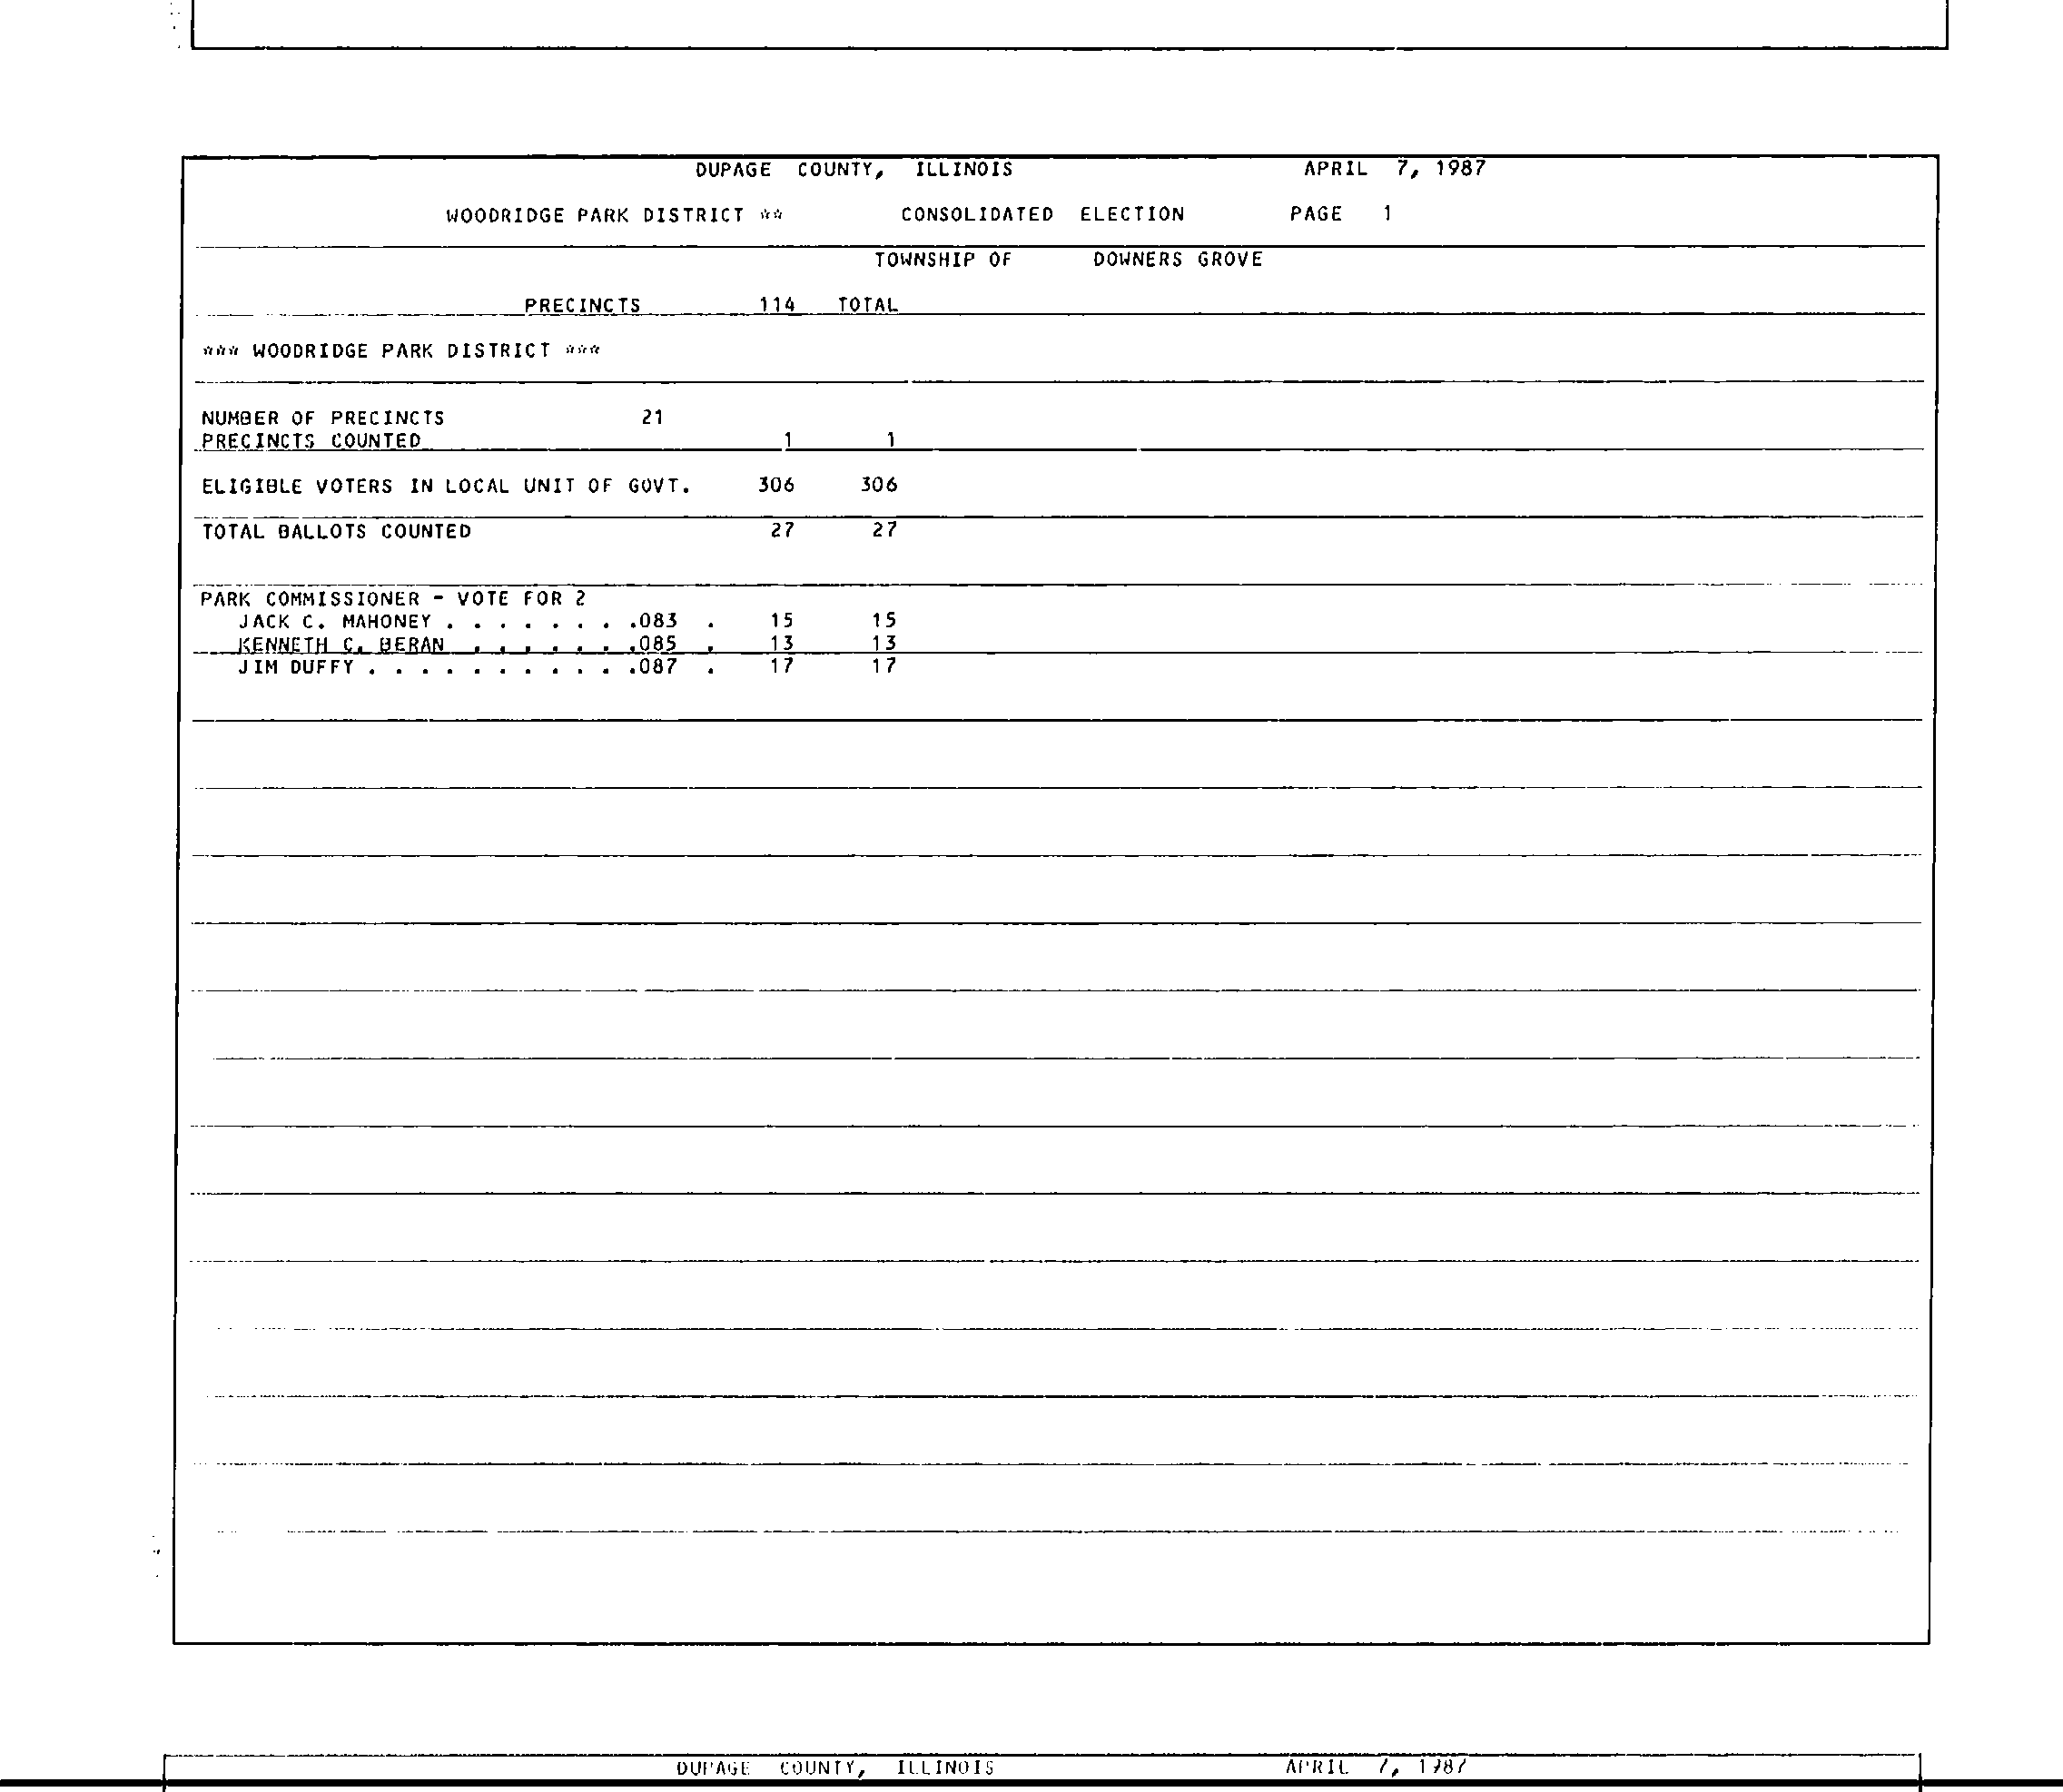 DUPAGE COUNTY, ILLINOIS APRIL 7, 1987
WOODRIDGE PARK DISTRICT ** CONSOLIDATED ELECTION PAGE 1
TOWNSHIP OF DOWNERS GROVE
PRECINCTS 114 TOTAL
*** WOODRIDGE PARK DISTRICT ***
NUMBER OF PRECINCTS 21
PRECINCTS COUNTED 1 1
ELIGIBLE VOTERS IN LOCAL UNIT OF GOVT. 306 306
TOTAL BALLOTS COUNTED 27 27
PARK COMMISSIONER - VOTE FOR 2
JACK C. MAHONEY . . . . . . . .083 . 15 15
KENNETH C. BERAN . . . . . . .085 . 13 13
JIM DUFFY . . . . . . . . . . .087 . 17 17
DUPAGE COUNTY, ILLINOIS APRIL 7, 1987